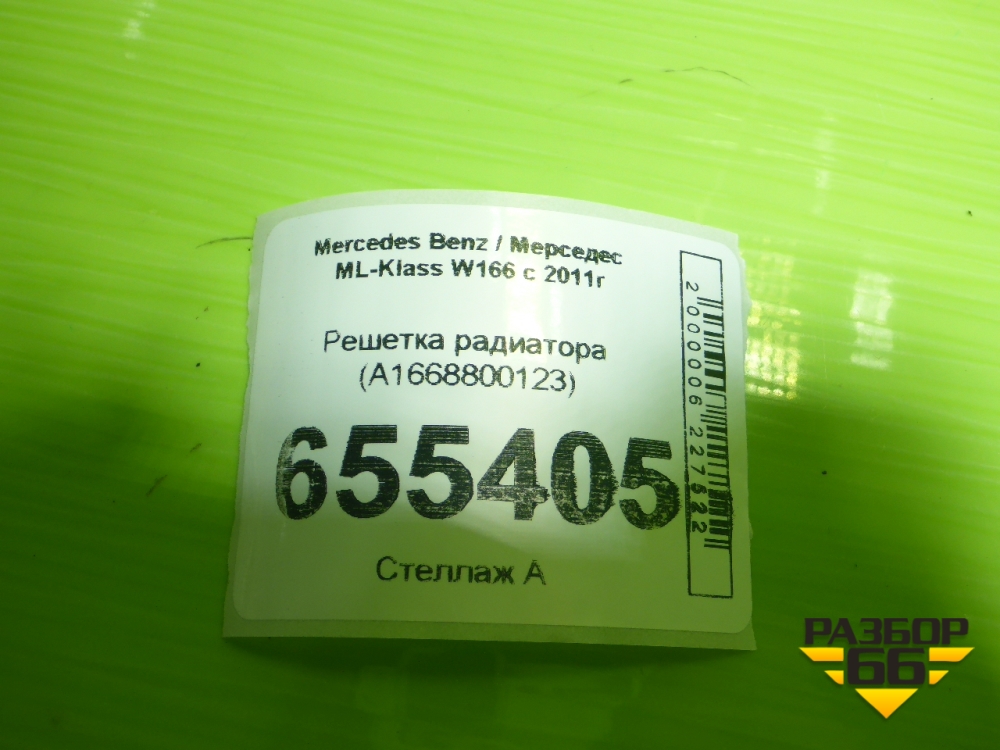 Mercedes Benz / Мерседес
ML-Klass W166 с 2011г
Решетка радиатора
(A1668800123)
655405
Стеллаж А
2000006227522
РАЗБОР
66